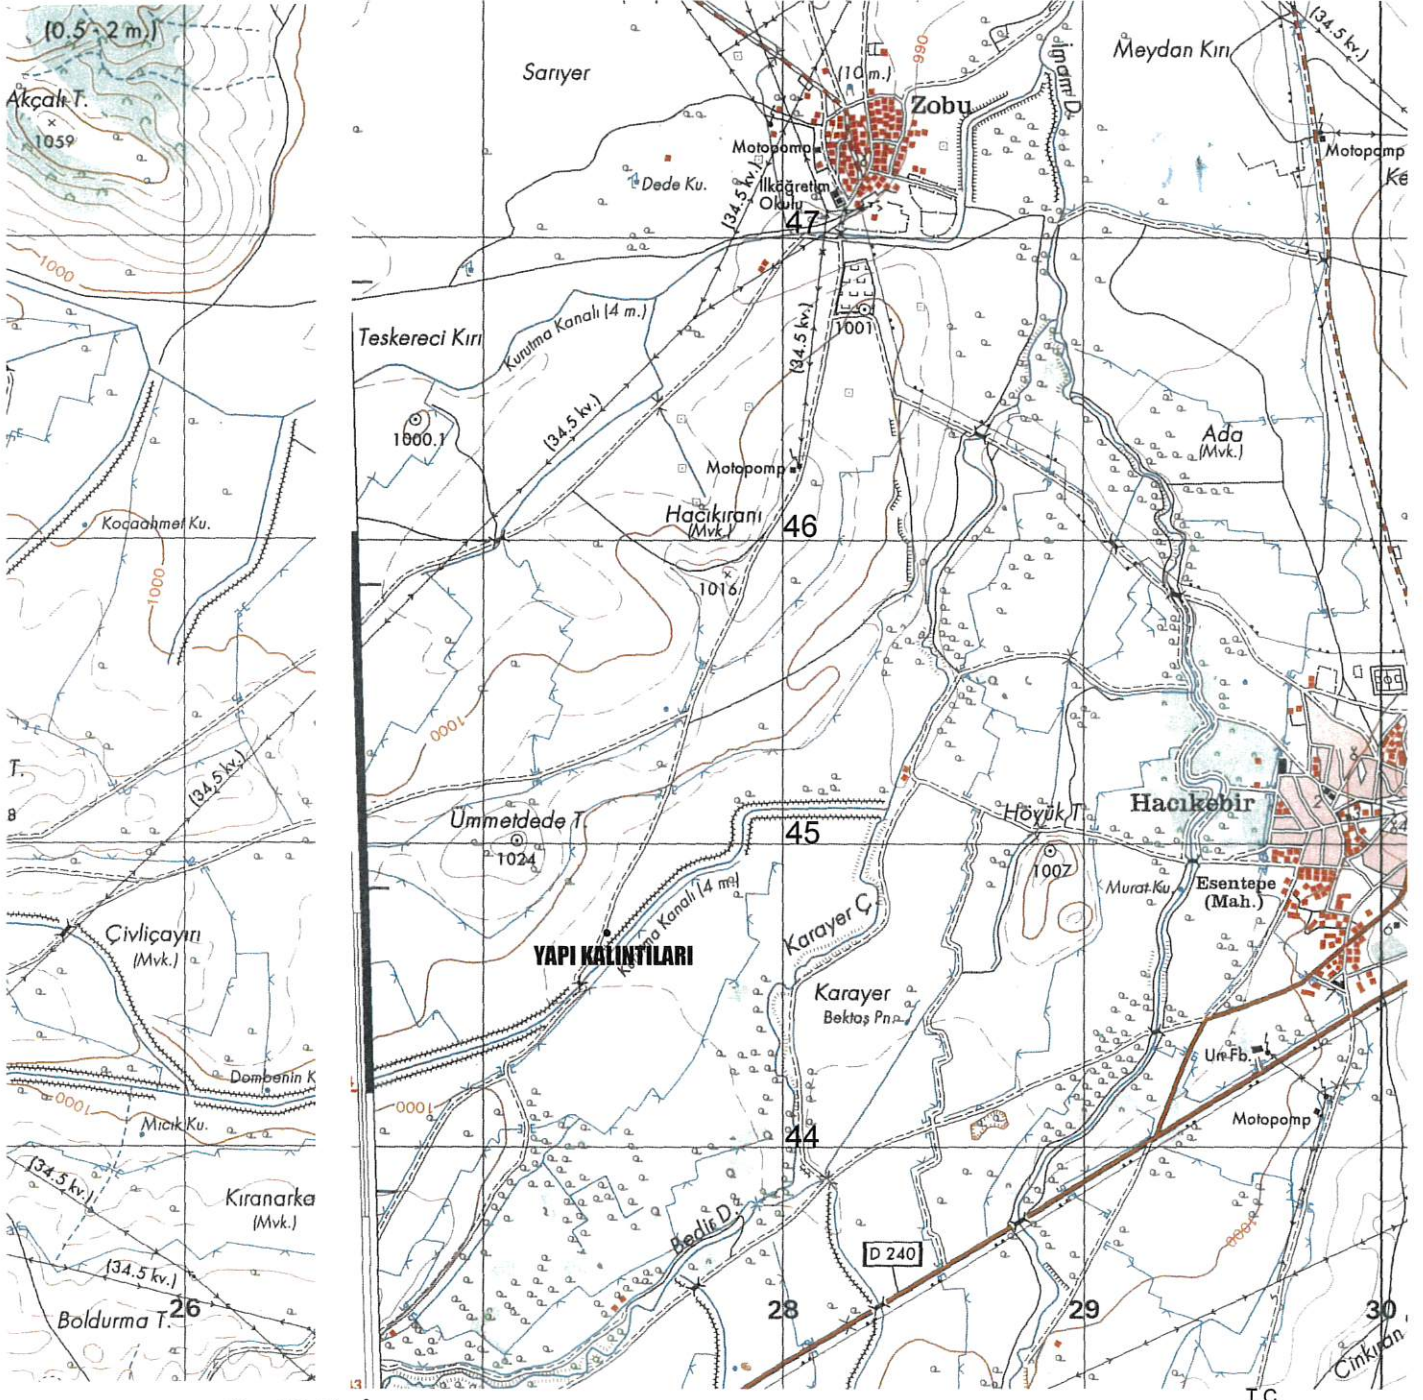 (0.5 - 2 m.)
Akçalı T.
1059
Sarıyer
(10 m.)
990
Zobu
İlnam D.
Meydan Kırı
(34.5 kv.)
Motopomp
Motopomp
Dede Ku.
(34.5 kv.)
İlköğretim
Okulu
47
1000
Teskereci Kırı
Kurutma Kanalı (4 m.)
(34.5 kv.)
1001
1000.1
(34.5 kv.)
Ada
(Mvk.)
Motopomp
Kocaahmet Ku.
Hacıkıranı
(Mvk.)
46
1016
1000
1000
T.
8
(34.5 kv.)
Ümmetdede T.
1024
45
Höyük T.
1007
Hacıkebir
2
Murat Ku.
Esentepe
(Mah.)
Çivliçayırı
(Mvk.)
Kurutma Kanalı (4 m.)
YAPI KALINTILARI
Karayer Ç.
Karayer
Bektaş Pn.
6
Un Fb.
Motopomp
Dombenin K
1000
Mıcık Ku.
1000
44
(34.5 kv.)
Kıranarka
(Mvk.)
Bedir D.
D 240
1000
(34.5 kv.)
Boldurma T.
26
28
29
30
Cinkıran
T.C.